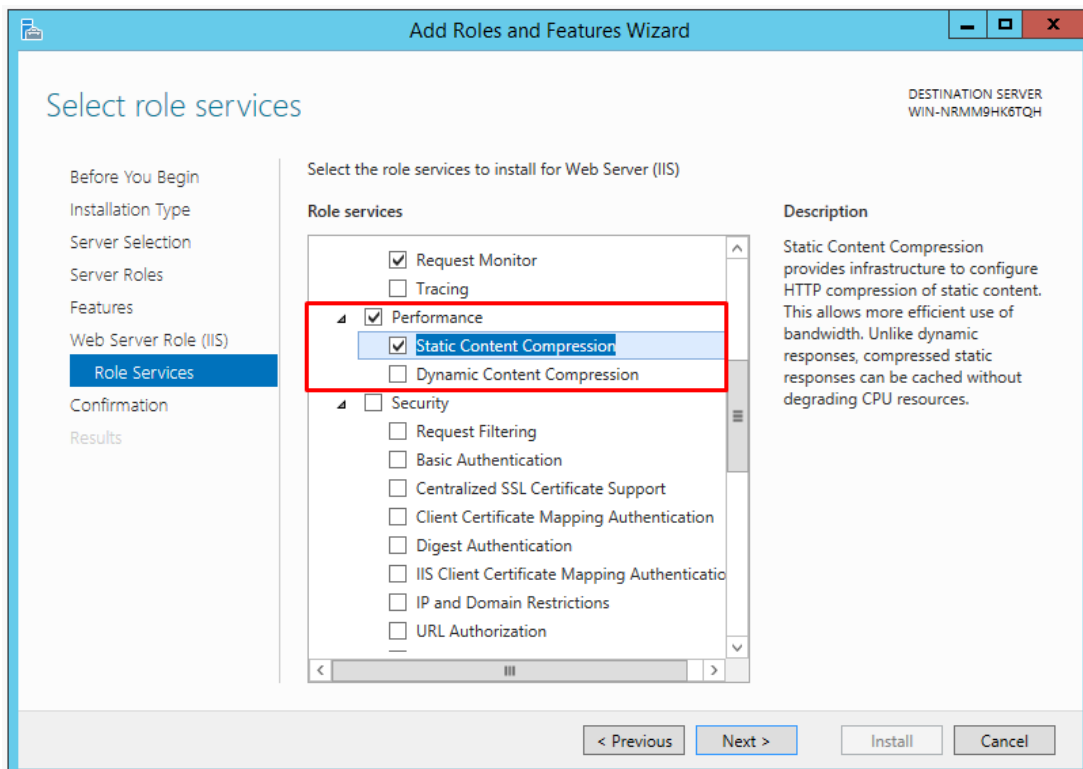 Add Roles and Features Wizard
Select role services
DESTINATION SERVER
WIN-NRMM9HK6TQH
Before You Begin
Installation Type
Server Selection
Server Roles
Features
Web Server Role (IIS)
Role Services
Confirmation
Results
Select the role services to install for Web Server (IIS)
Role services
Request Monitor
Tracing
Performance
Static Content Compression
Dynamic Content Compression
Security
Request Filtering
Basic Authentication
Centralized SSL Certificate Support
Client Certificate Mapping Authentication
Digest Authentication
IIS Client Certificate Mapping Authenticatio
IP and Domain Restrictions
URL Authorization
Description
Static Content Compression
provides infrastructure to configure
HTTP compression of static content.
This allows more efficient use of
bandwidth. Unlike dynamic
responses, compressed static
responses can be cached without
degrading CPU resources.
< Previous
Next >
Install
Cancel